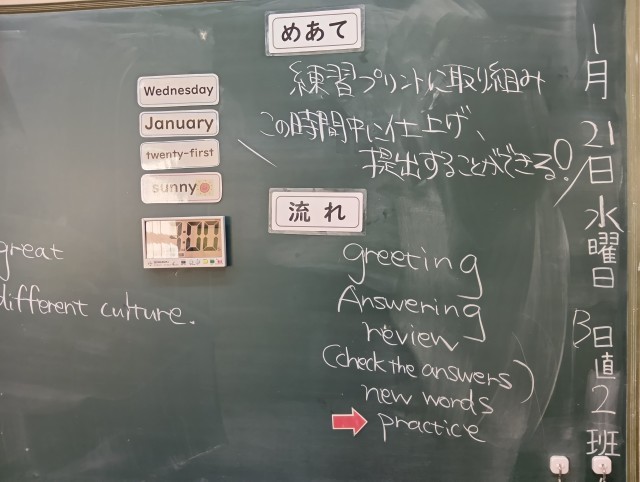 めあて
練習プリントに取り組み
この時間中に仕上げ、
提出することができる!
流れ
greeting
Answering
review
(check the answers)
new words
practice
1月21日水曜日
B日直2班
Wednesday
January
twenty-first
sunny
:00
great
different culture.